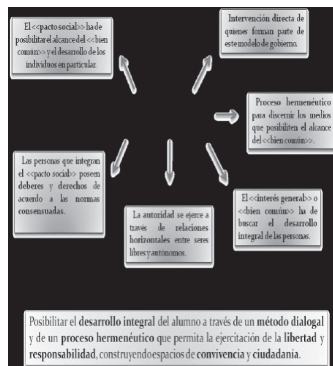 El <<pacto social>> ha de
posibilitar el alcance del <<bien
común>> y el desarrollo de los
individuos en particular.
Intervención directa de
quienes forman parte de
este modelo de gobierno.
Proceso hermenéutico
para discernir los medios
que posibiliten el alcance
del <<bien común>>.
Las personas que integran
el <<pacto social>> poseen
deberes y derechos de
acuerdo a las normas
consensuadas.
La autoridad se ejerce a
través de relaciones
horizontales entre seres
libres y autónomos.
El <<interés general>> o
<<bien común>> ha de
buscar el desarrollo
integral de las personas.
Posibilitar el desarrollo integral del alumno a través de un método dialogal
y de un proceso hermenéutico que permita la ejercitación de la libertad y
responsabilidad, construyendo espacios de convivencia y ciudadanía.